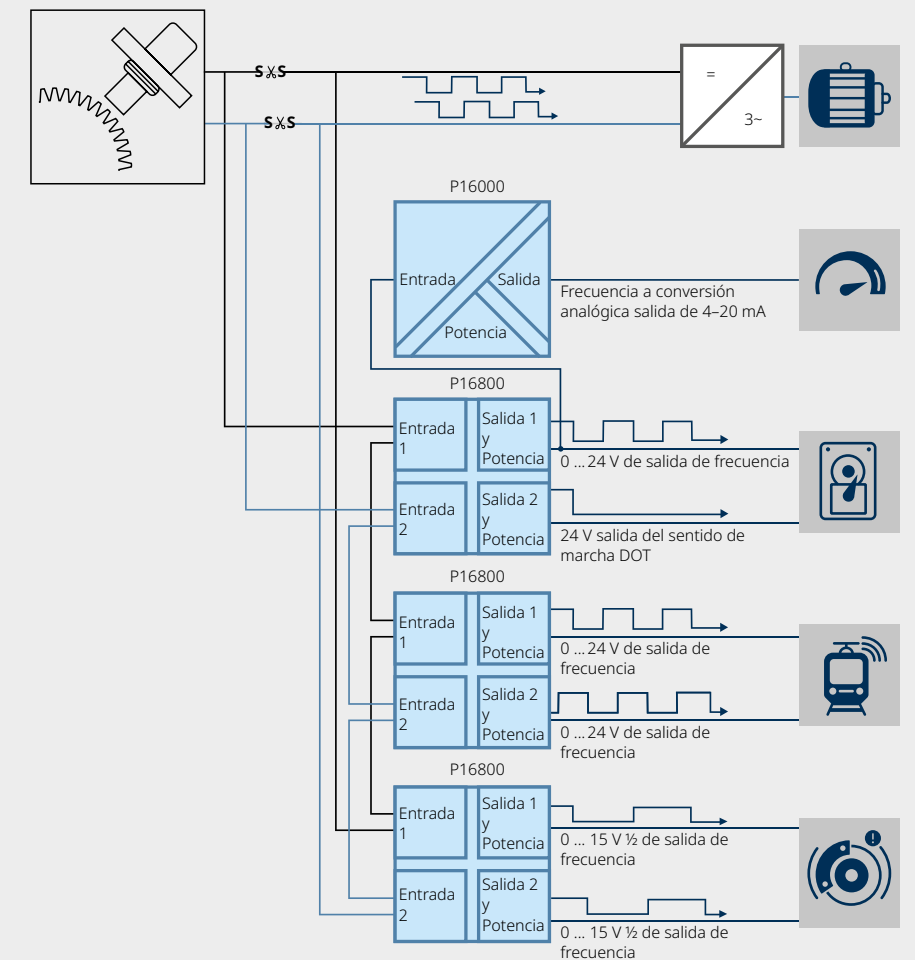 S S
=
3~
S S
P16000
Entrada
Salida
Potencia
Frecuencia a conversión
analógica salida de 4–20 mA
P16800
Entrada
1
Salida 1
y
Potencia
0 ... 24 V de salida de frecuencia
Entrada
2
Salida 2
y
Potencia
24 V salida del sentido de
marcha DOT
P16800
Entrada
1
Salida 1
y
Potencia
0 ... 24 V de salida de
frecuencia
Entrada
2
Salida 2
y
Potencia
0 ... 24 V de salida de
frecuencia
P16800
Entrada
1
Salida 1
y
Potencia
0 ... 15 V ½ de salida de
frecuencia
!
Entrada
2
Salida 2
y
Potencia
0 ... 15 V ½ de salida de
frecuencia